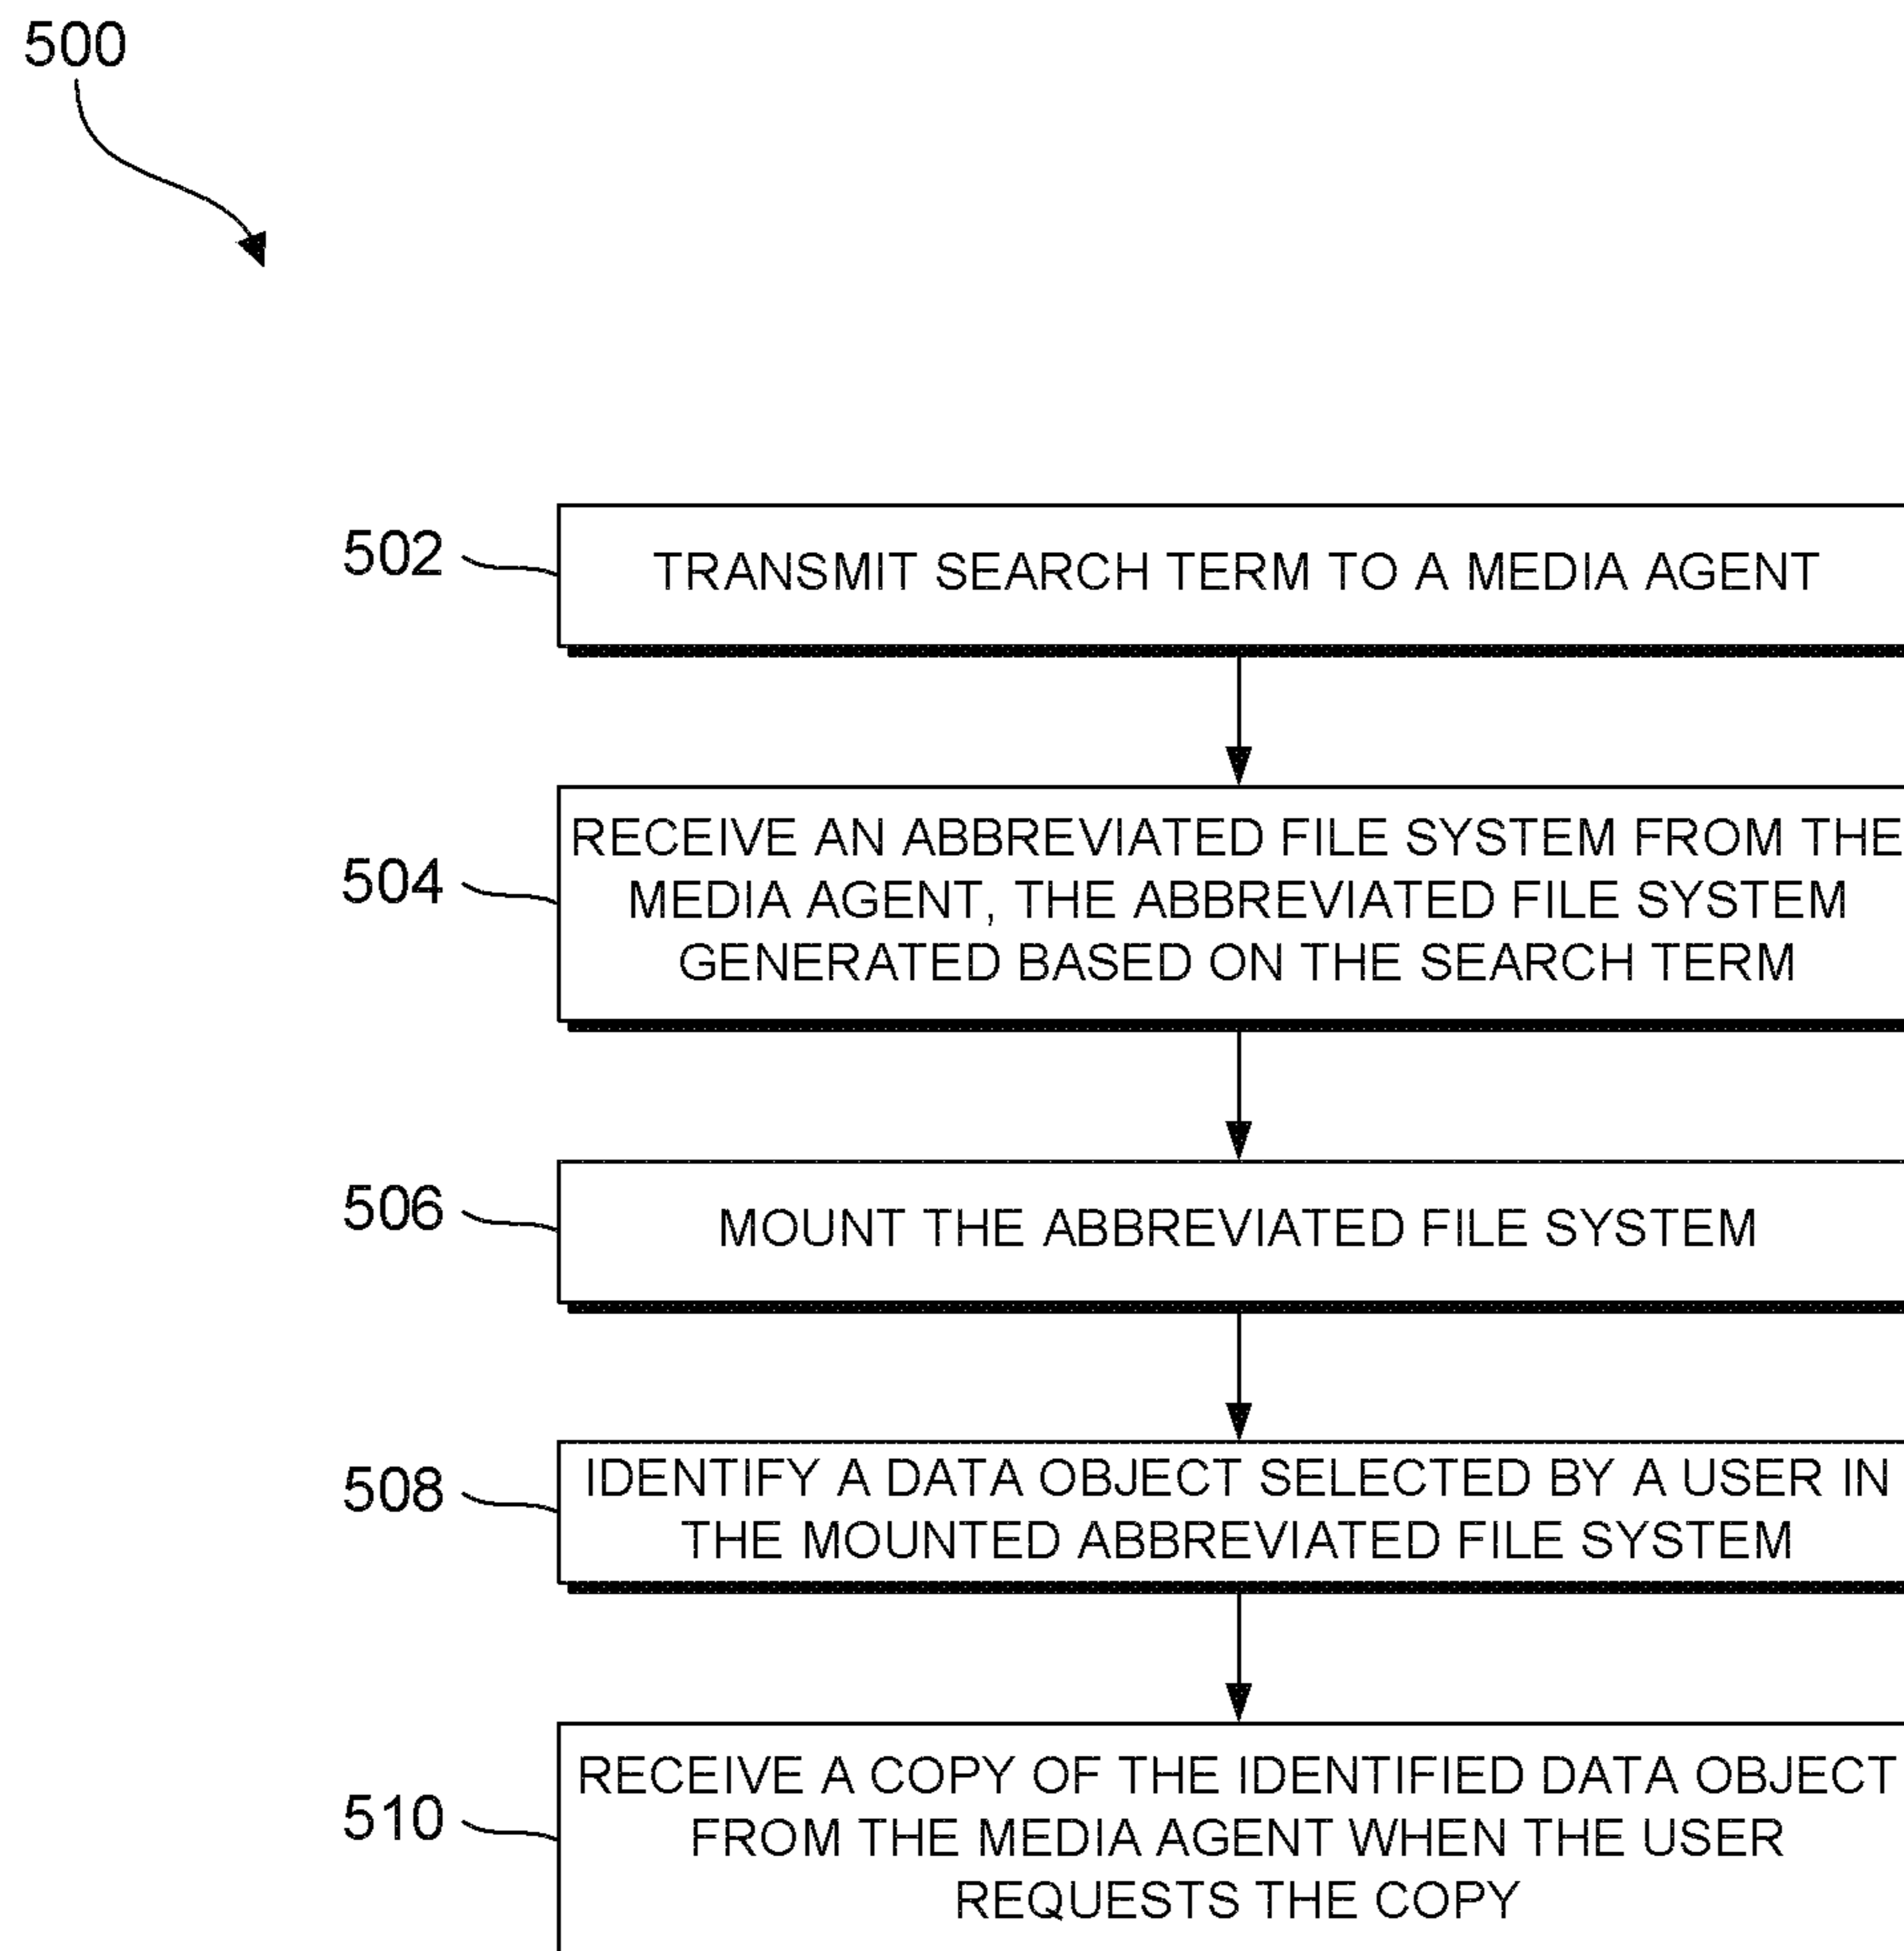 500
502
TRANSMIT SEARCH TERM TO A MEDIA AGENT
504
RECEIVE AN ABBREVIATED FILE SYSTEM FROM THE
MEDIA AGENT, THE ABBREVIATED FILE SYSTEM
GENERATED BASED ON THE SEARCH TERM
506
MOUNT THE ABBREVIATED FILE SYSTEM
508
IDENTIFY A DATA OBJECT SELECTED BY A USER IN
THE MOUNTED ABBREVIATED FILE SYSTEM
510
RECEIVE A COPY OF THE IDENTIFIED DATA OBJECT
FROM THE MEDIA AGENT WHEN THE USER
REQUESTS THE COPY